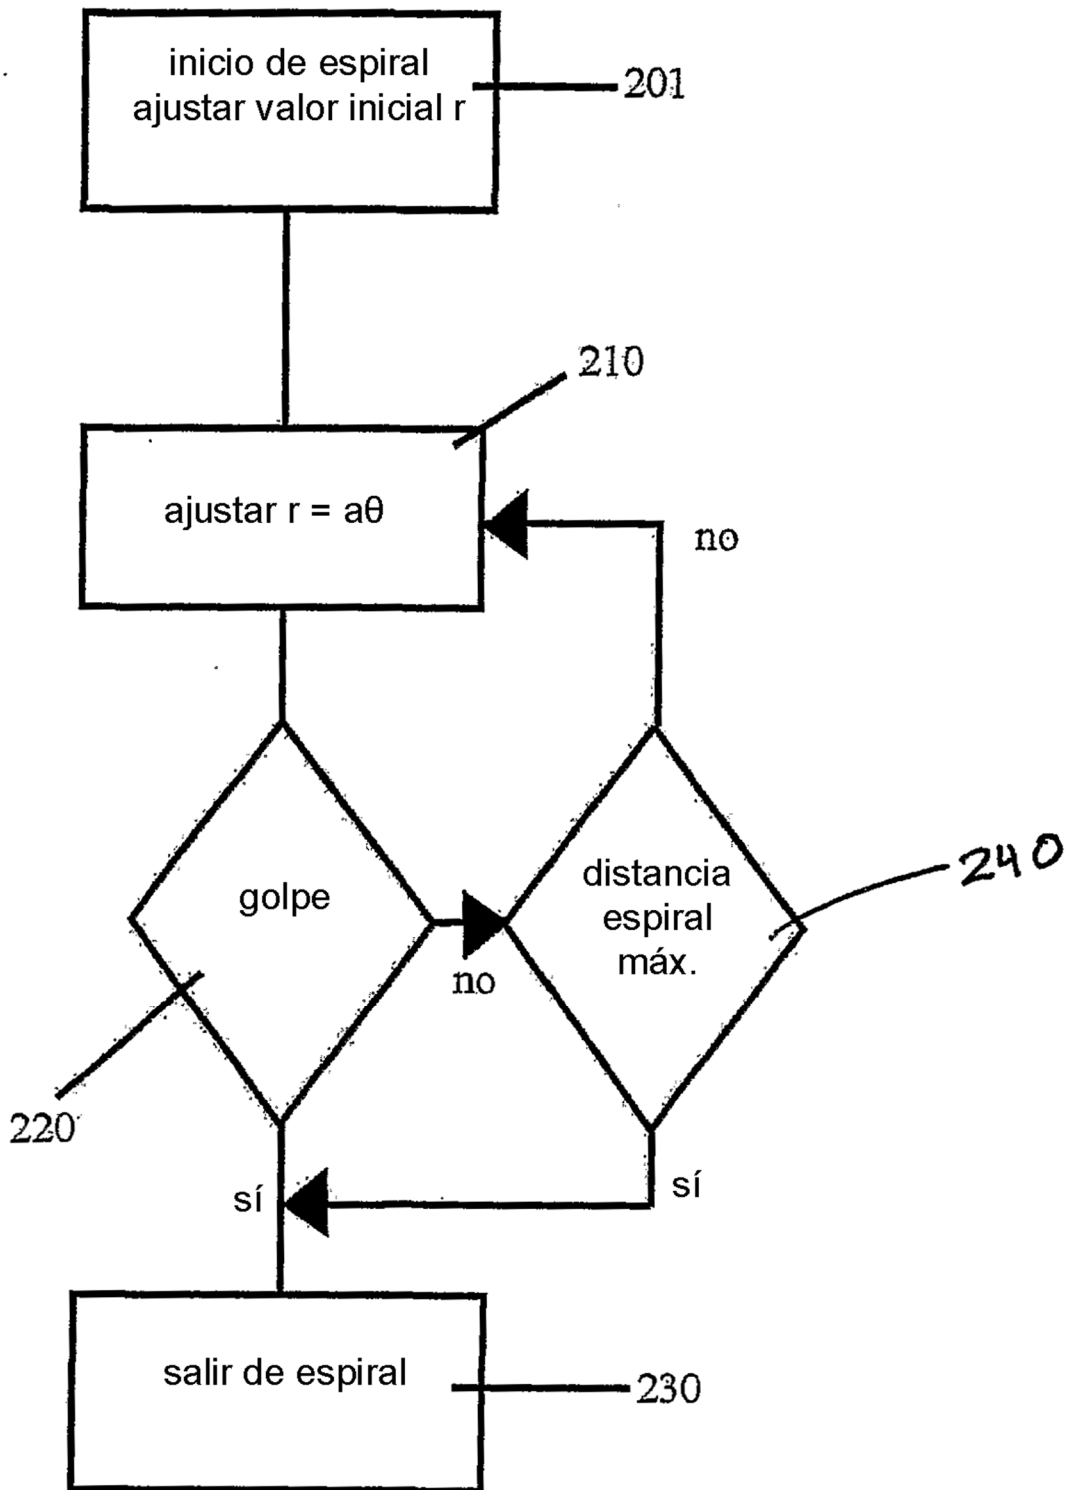 inicio de espiral
ajustar valor inicial r
201
210
ajustar r = aθ
no
golpe
no
distancia
espiral
máx.
240
220
sí
sí
salir de espiral
230